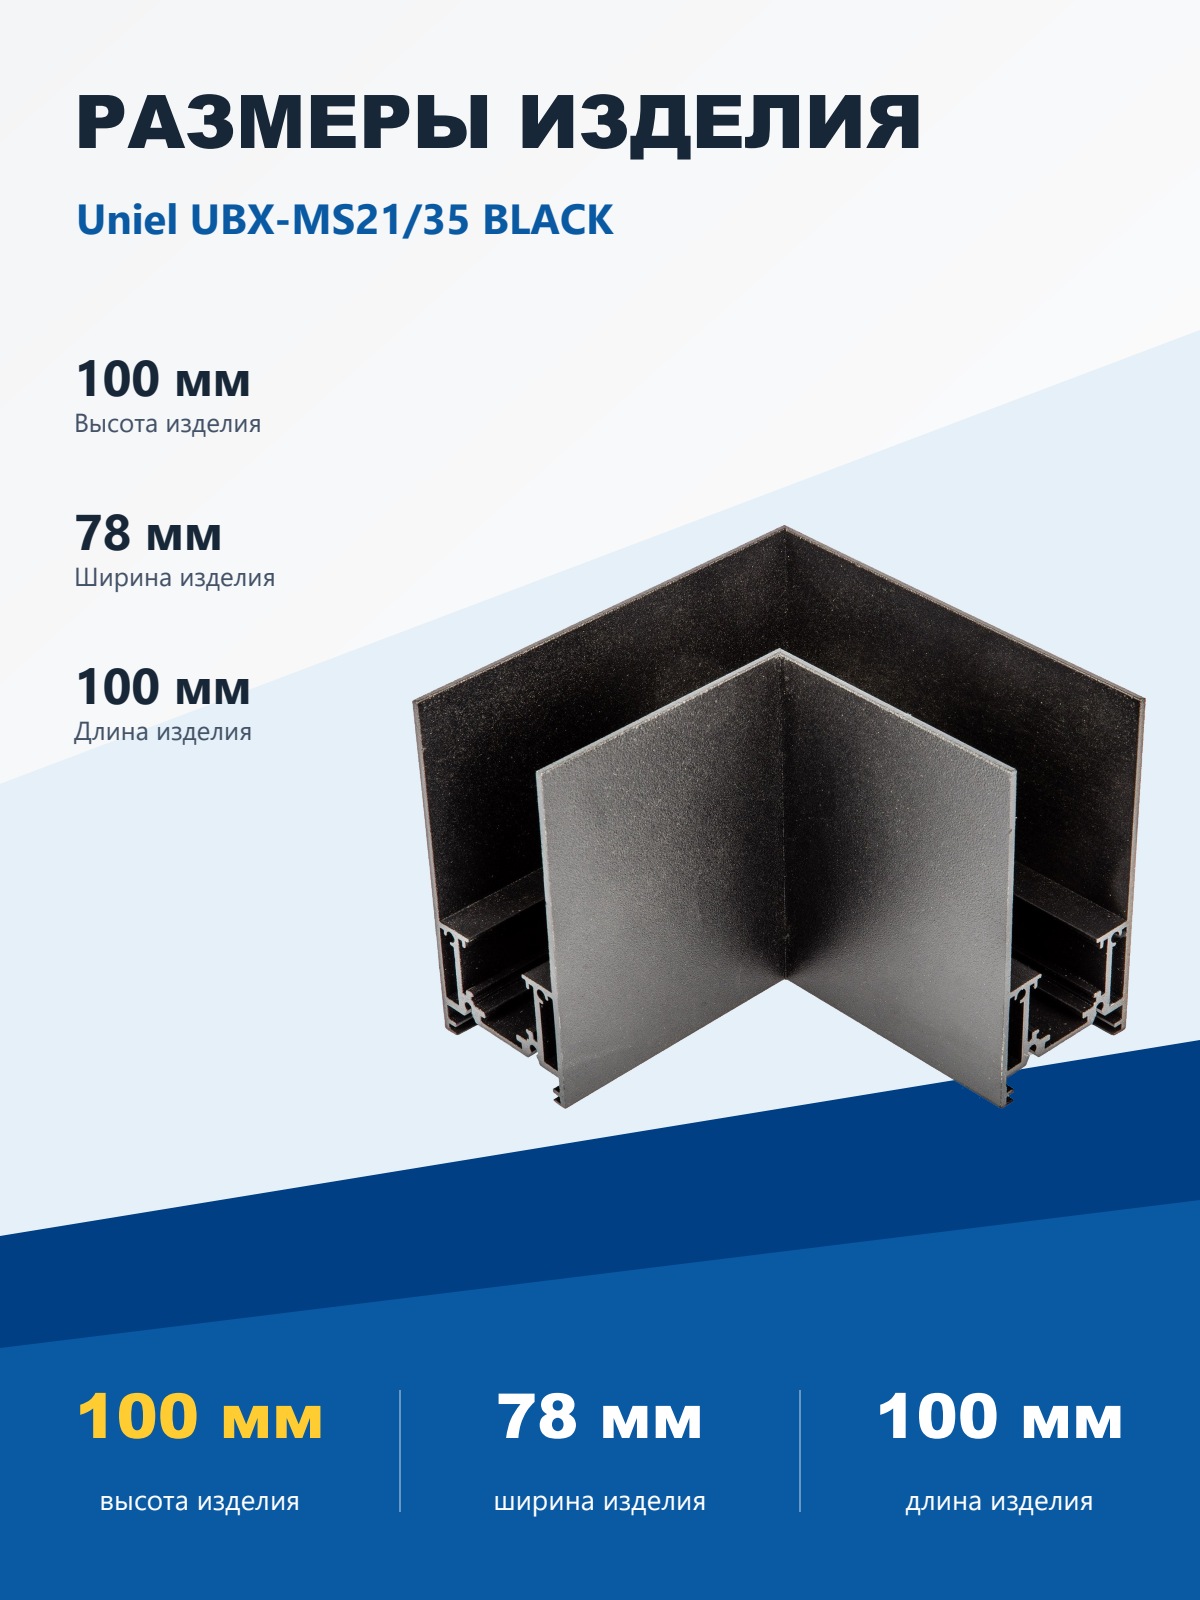 РАЗМЕРЫ ИЗДЕЛИЯ
Uniel UBX-MS21/35 BLACK
100 мм
Высота изделия
78 мм
Ширина изделия
100 мм
Длина изделия
100 мм
высота изделия
78 мм
ширина изделия
100 мм
длина изделия